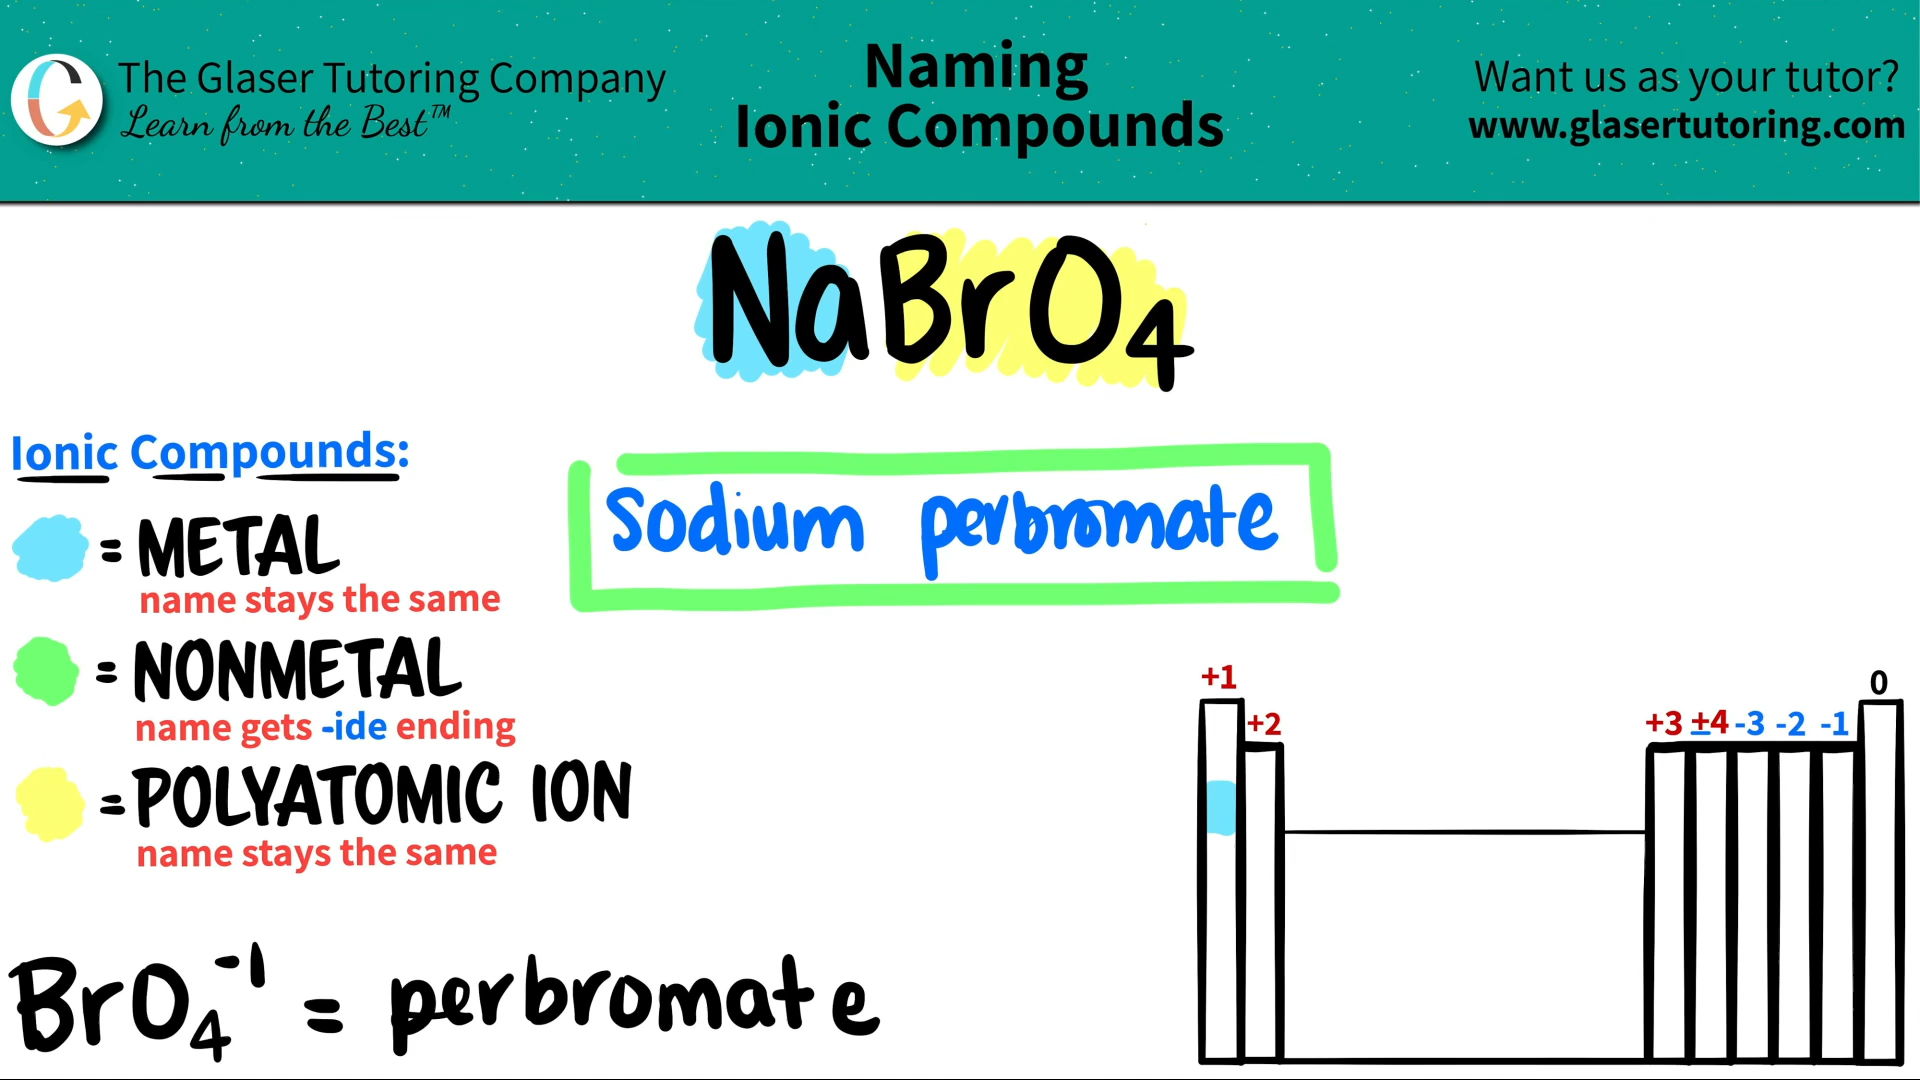 The Glaser Tutoring Company
Learn from the Best™
Naming
Ionic Compounds
Want us as your tutor?
www.glasertutoring.com
NaBrO₄
Ionic Compounds:
= METAL
name stays the same
= NONMETAL
name gets -ide ending
= POLYATOMIC ION
name stays the same
Sodium perbromate
+1
+2
+3 ±4 -3 -2 -1
0
BrO₄⁻¹ = perbromate